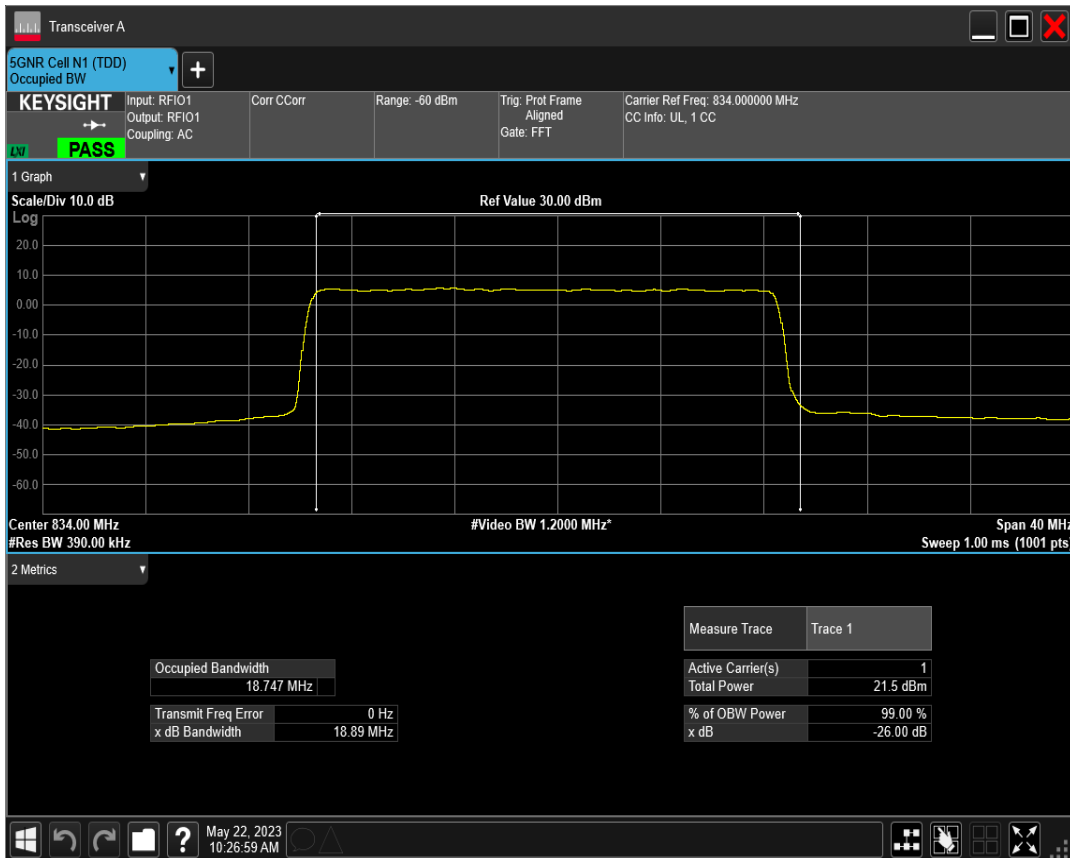 Transceiver A
5GNR Cell N1 (TDD)
Occupied BW
+
KEYSIGHT
LXI
PASS
Input: RFIO1
Output: RFIO1
Coupling: AC
Corr CCorr
Range: -60 dBm
Trig: Prot Frame
Aligned
Gate: FFT
Carrier Ref Freq: 834.000000 MHz
CC Info: UL, 1 CC
1 Graph
Scale/Div 10.0 dB
Ref Value 30.00 dBm
Log
20.0
10.0
0.00
-10.0
-20.0
-30.0
-40.0
-50.0
-60.0
Center 834.00 MHz
#Video BW 1.2000 MHz*
Span 40 MHz
#Res BW 390.00 kHz
Sweep 1.00 ms (1001 pts)
2 Metrics
Measure Trace
Trace 1
Occupied Bandwidth
18.747 MHz
Active Carrier(s) 1
Total Power 21.5 dBm
Transmit Freq Error 0 Hz
x dB Bandwidth 18.89 MHz
% of OBW Power 99.00 %
x dB -26.00 dB
?
May 22, 2023
10:26:59 AM